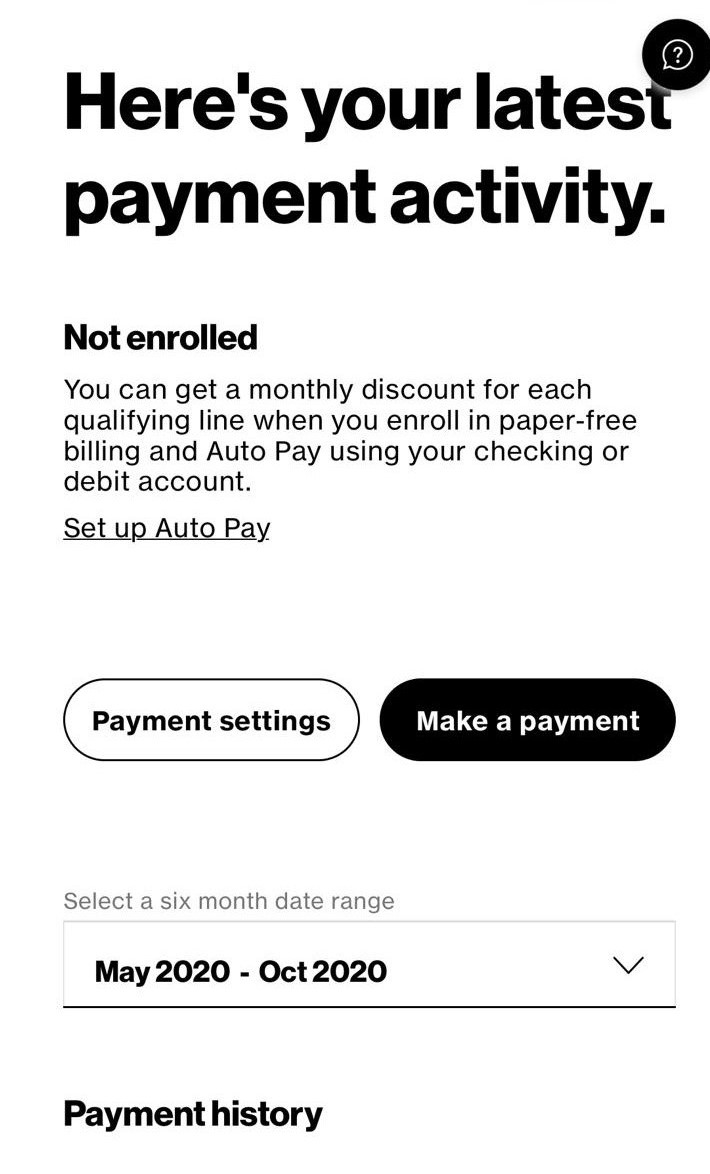 Here's your latest
payment activity.
Not enrolled
You can get a monthly discount for each
qualifying line when you enroll in paper-free
billing and Auto Pay using your checking or
debit account.
Set up Auto Pay
Payment settings
Make a payment
Select a six month date range
May 2020 - Oct 2020
Payment history